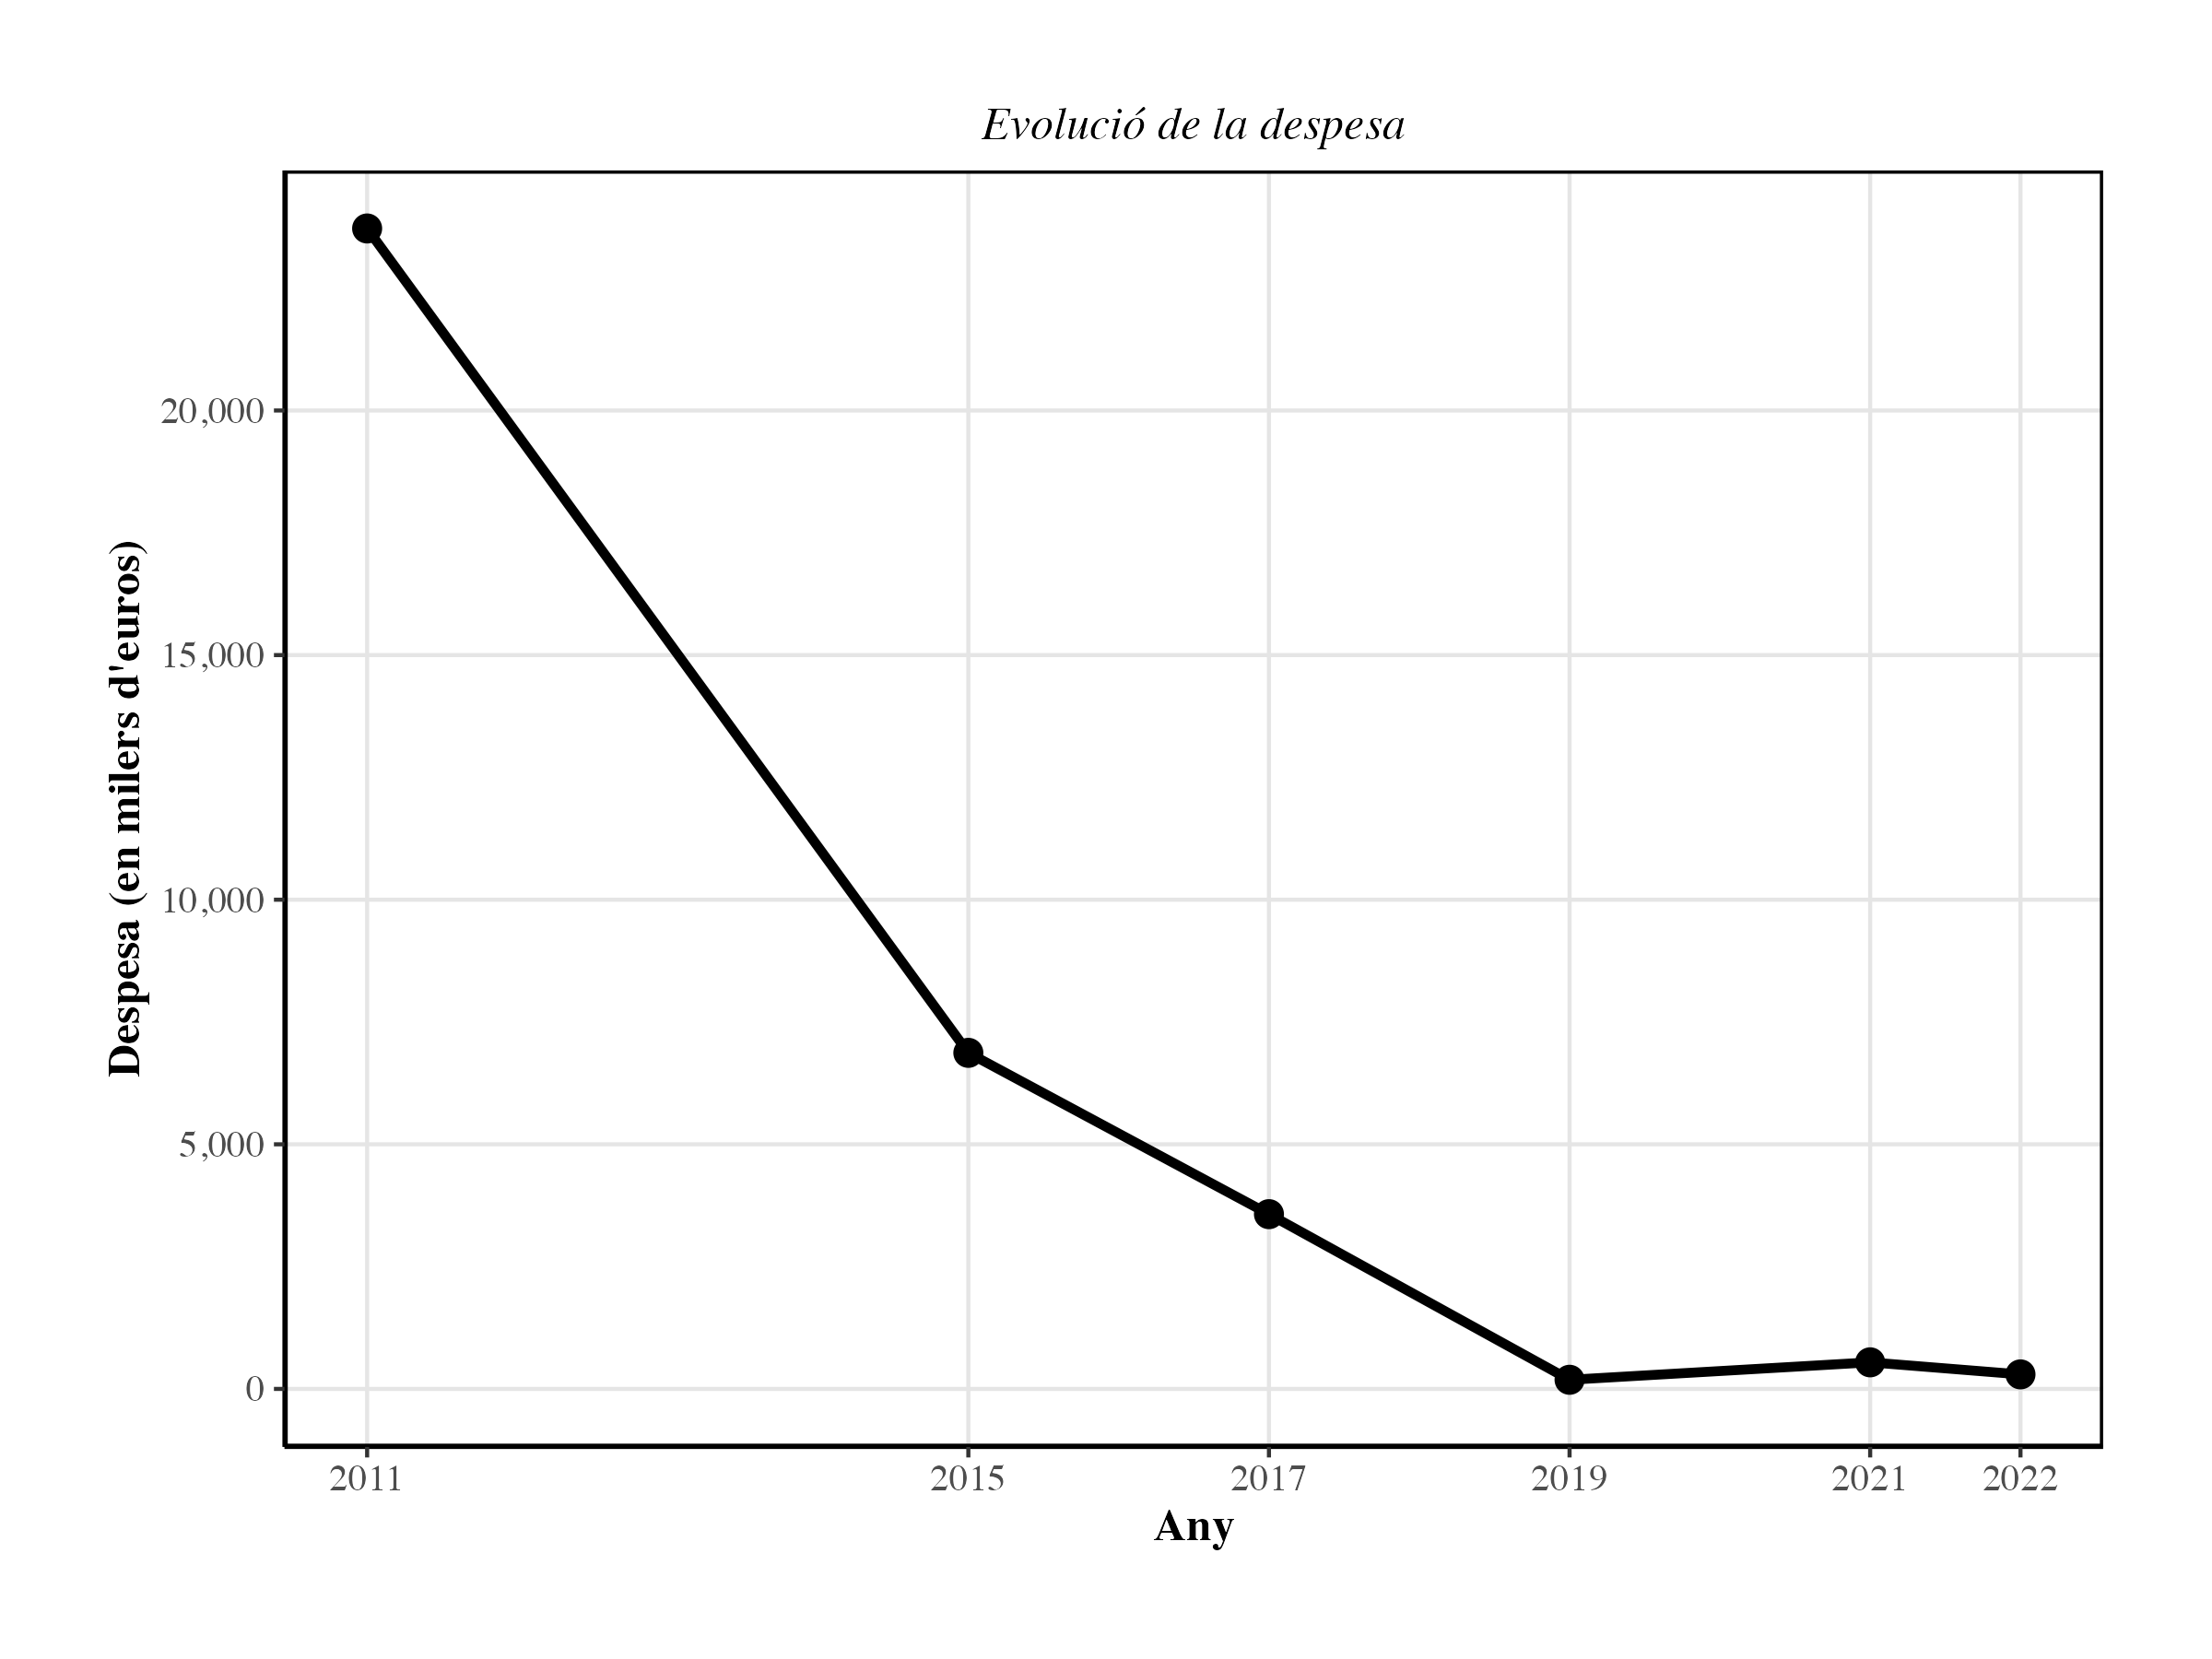 Evolució de la despesa
Despesa (en milers d'euros)
20,000
15,000
10,000
5,000
0
2011 2015 2017 2019 2021 2022
Any